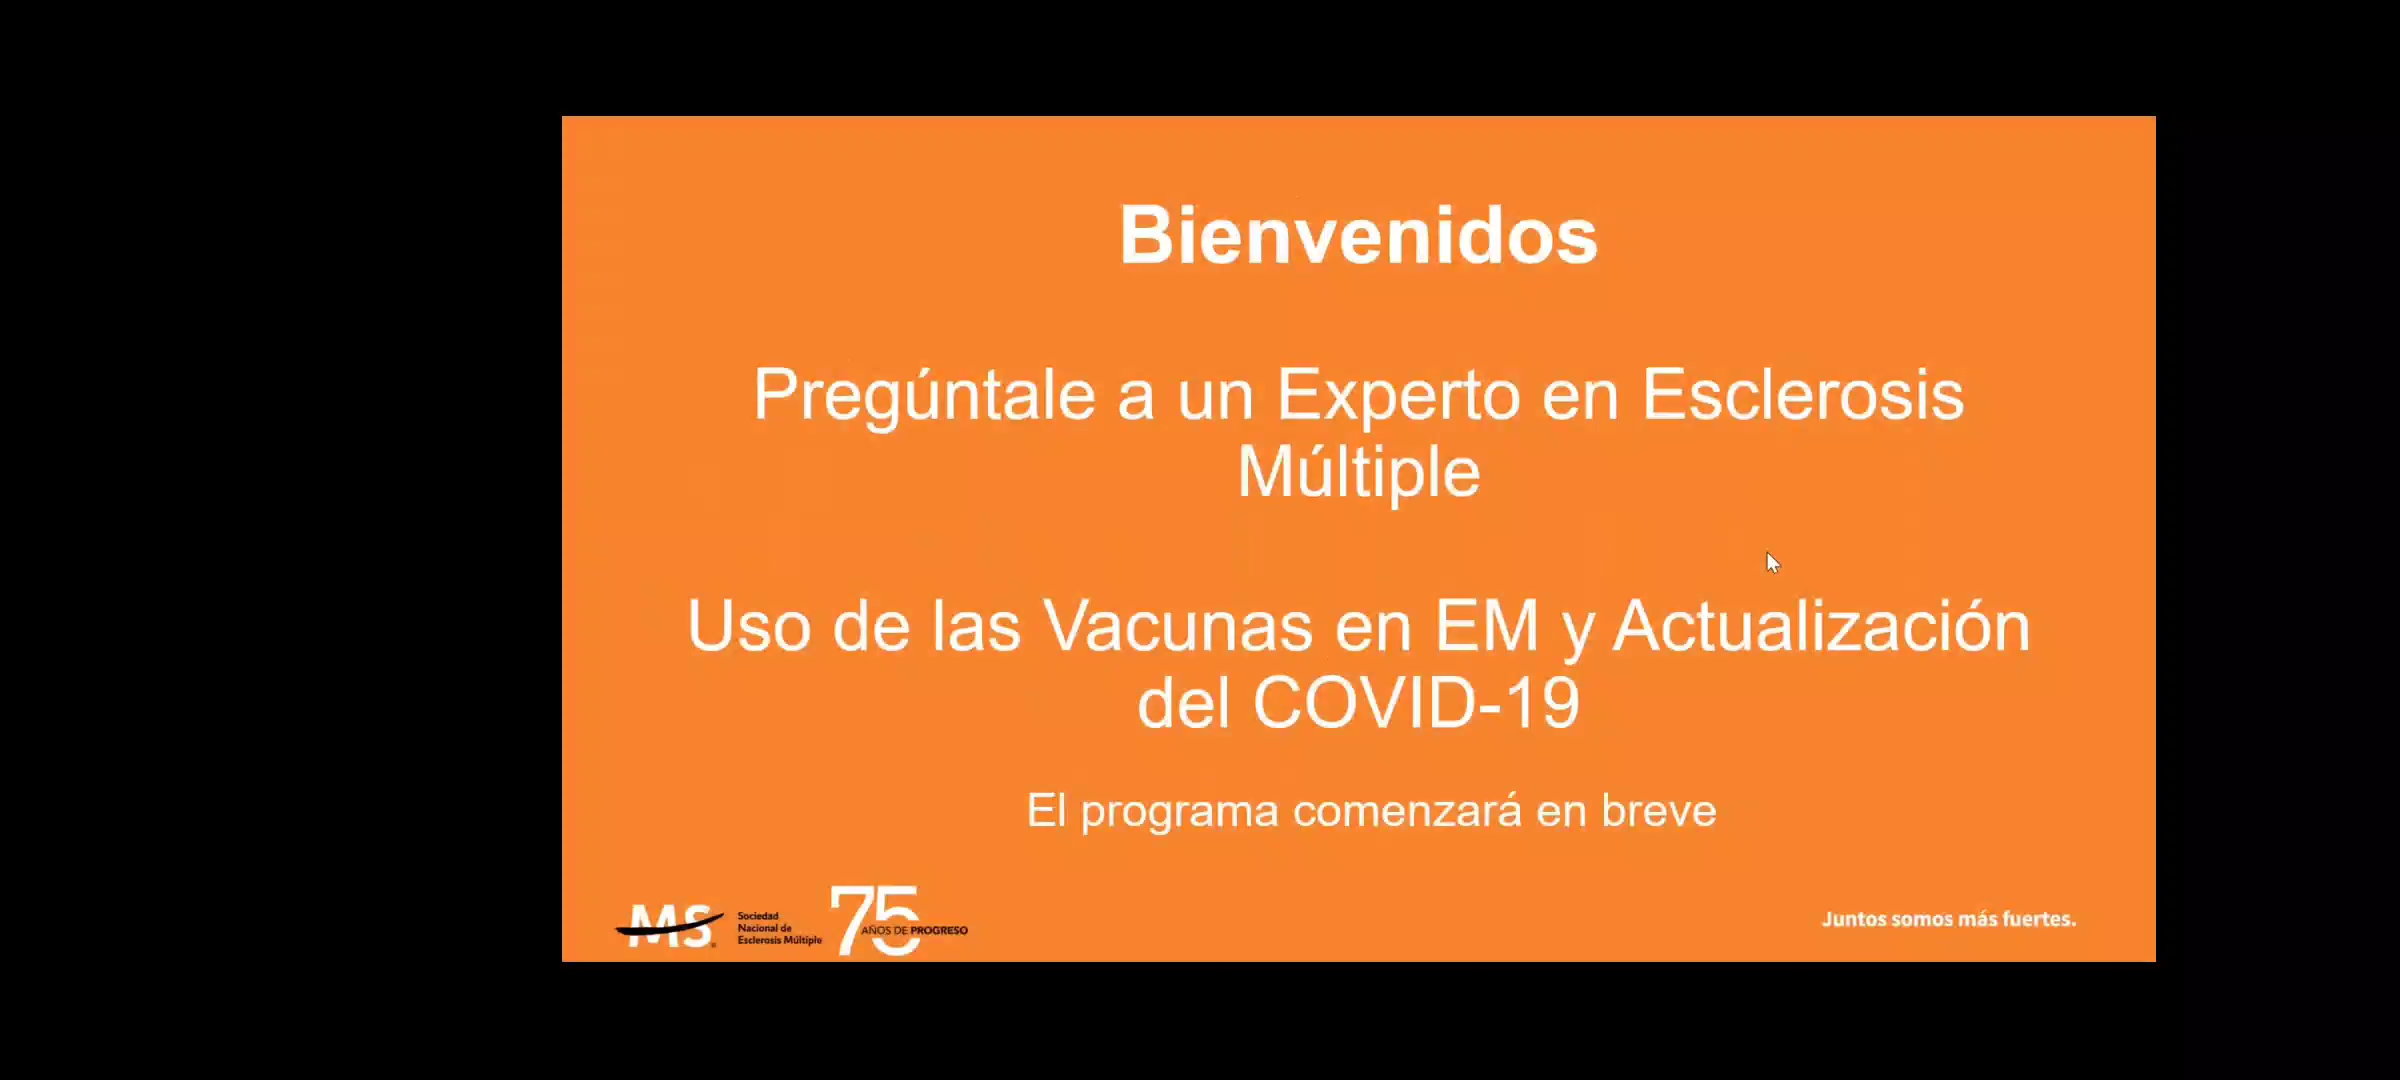 Bienvenidos
Pregúntale a un Experto en Esclerosis
Múltiple
Uso de las Vacunas en EM y Actualización
del COVID-19
El programa comenzará en breve
MS
Sociedad
Nacional de
Esclerosis Múltiple
75
AÑOS DE PROGRESO
Juntos somos más fuertes.